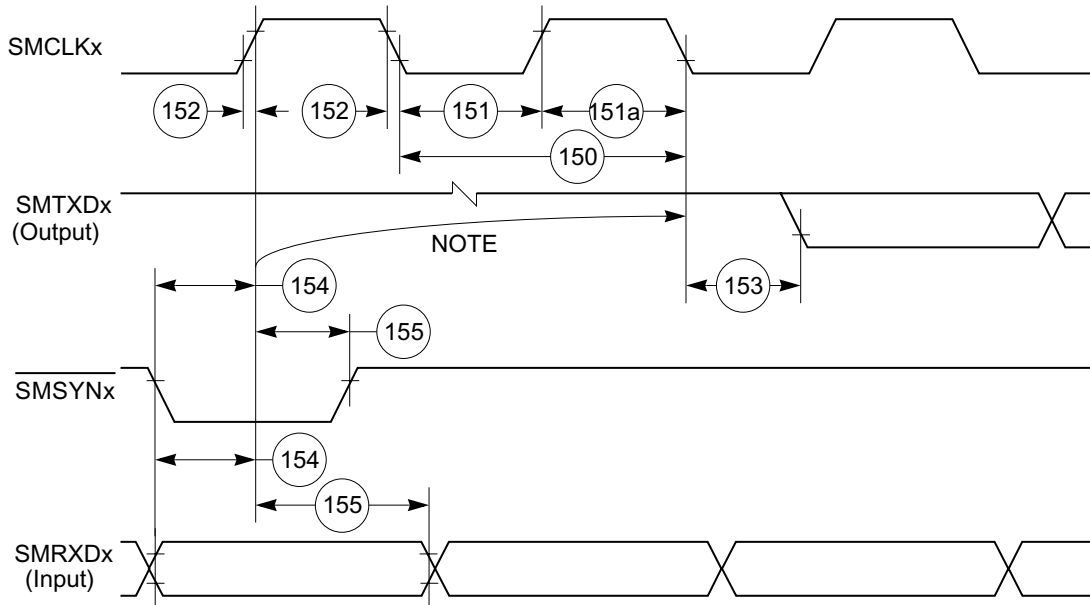 SMCLKx
152
152
151
151a
150
SMTXDx
(Output)
NOTE
154
153
155
SMSYNx
154
155
SMRXDx
(Input)